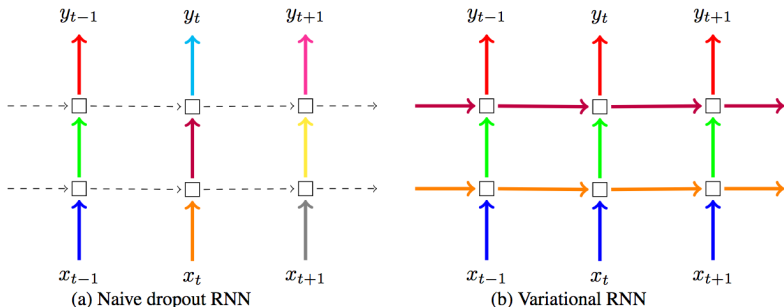 y_{t−1} y_t y_{t+1} y_{t−1} y_t y_{t+1}
x_{t−1} x_t x_{t+1} x_{t−1} x_t x_{t+1}
(a) Naive dropout RNN (b) Variational RNN